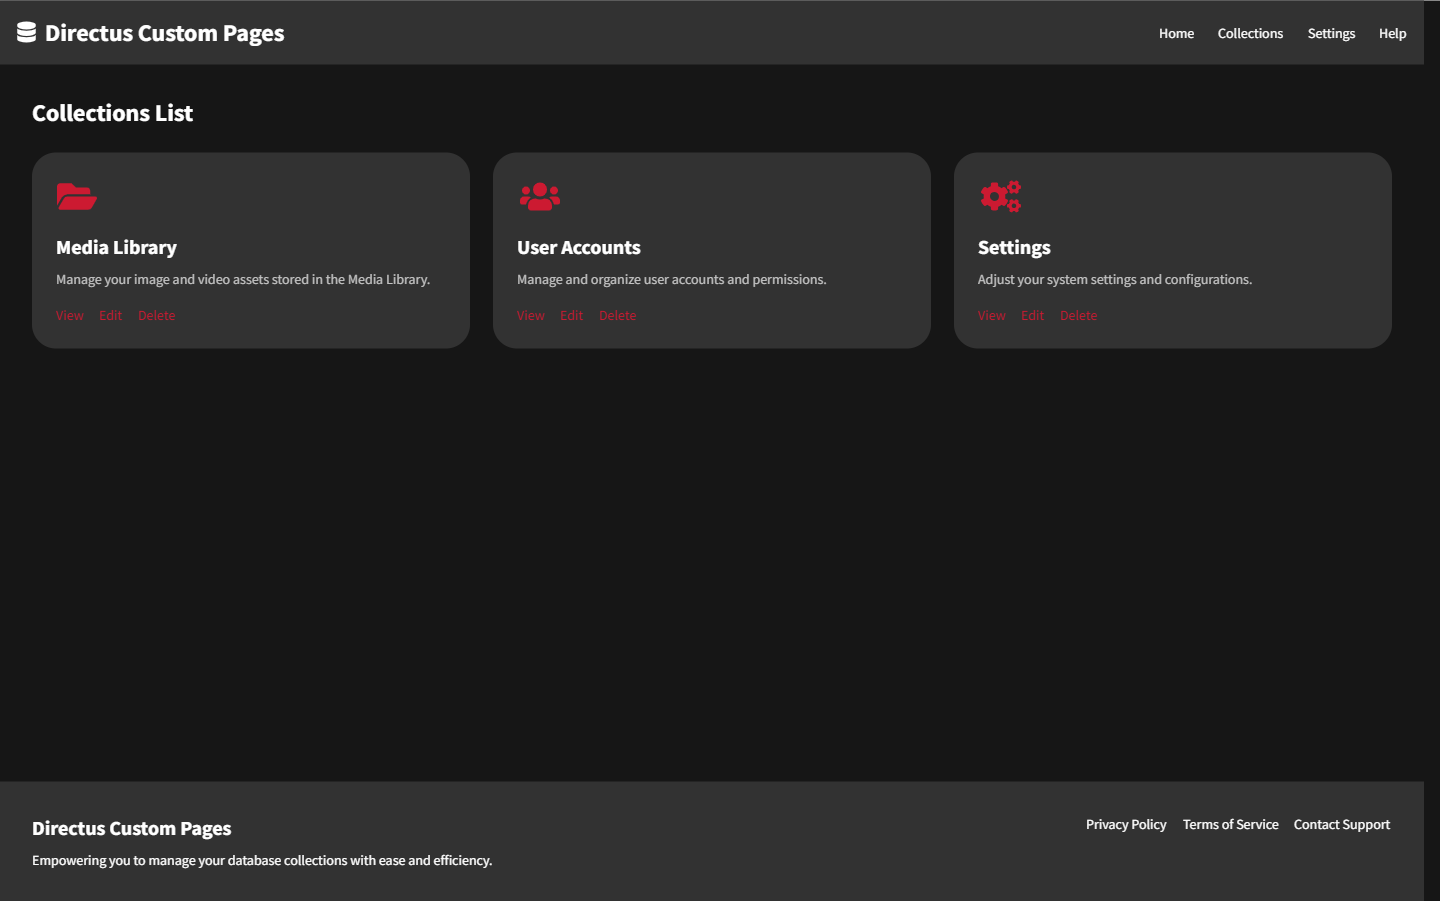 Directus Custom Pages
Home Collections Settings Help
Collections List
Media Library
Manage your image and video assets stored in the Media Library.
View Edit Delete
User Accounts
Manage and organize user accounts and permissions.
View Edit Delete
Settings
Adjust your system settings and configurations.
View Edit Delete
Directus Custom Pages
Empowering you to manage your database collections with ease and efficiency.
Privacy Policy Terms of Service Contact Support